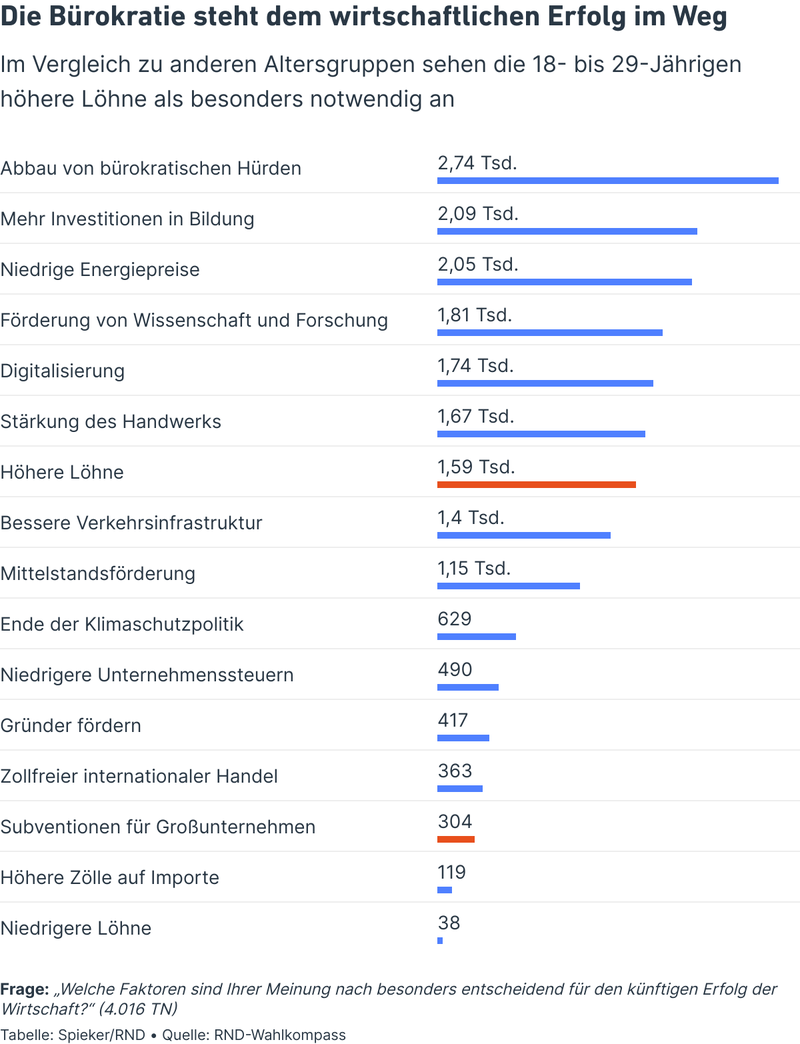 Die Bürokratie steht dem wirtschaftlichen Erfolg im Weg
Im Vergleich zu anderen Altersgruppen sehen die 18- bis 29-Jährigen
höhere Löhne als besonders notwendig an
Abbau von bürokratischen Hürden 2,74 Tsd.
Mehr Investitionen in Bildung 2,09 Tsd.
Niedrige Energiepreise 2,05 Tsd.
Förderung von Wissenschaft und Forschung 1,81 Tsd.
Digitalisierung 1,74 Tsd.
Stärkung des Handwerks 1,67 Tsd.
Höhere Löhne 1,59 Tsd.
Bessere Verkehrsinfrastruktur 1,4 Tsd.
Mittelstandsförderung 1,15 Tsd.
Ende der Klimaschutzpolitik 629
Niedrigere Unternehmenssteuern 490
Gründer fördern 417
Zollfreier internationaler Handel 363
Subventionen für Großunternehmen 304
Höhere Zölle auf Importe 119
Niedrigere Löhne 38
Frage: „Welche Faktoren sind Ihrer Meinung nach besonders entscheidend für den künftigen Erfolg der
Wirtschaft?“ (4.016 TN)
Tabelle: Spieker/RND • Quelle: RND-Wahlkompass